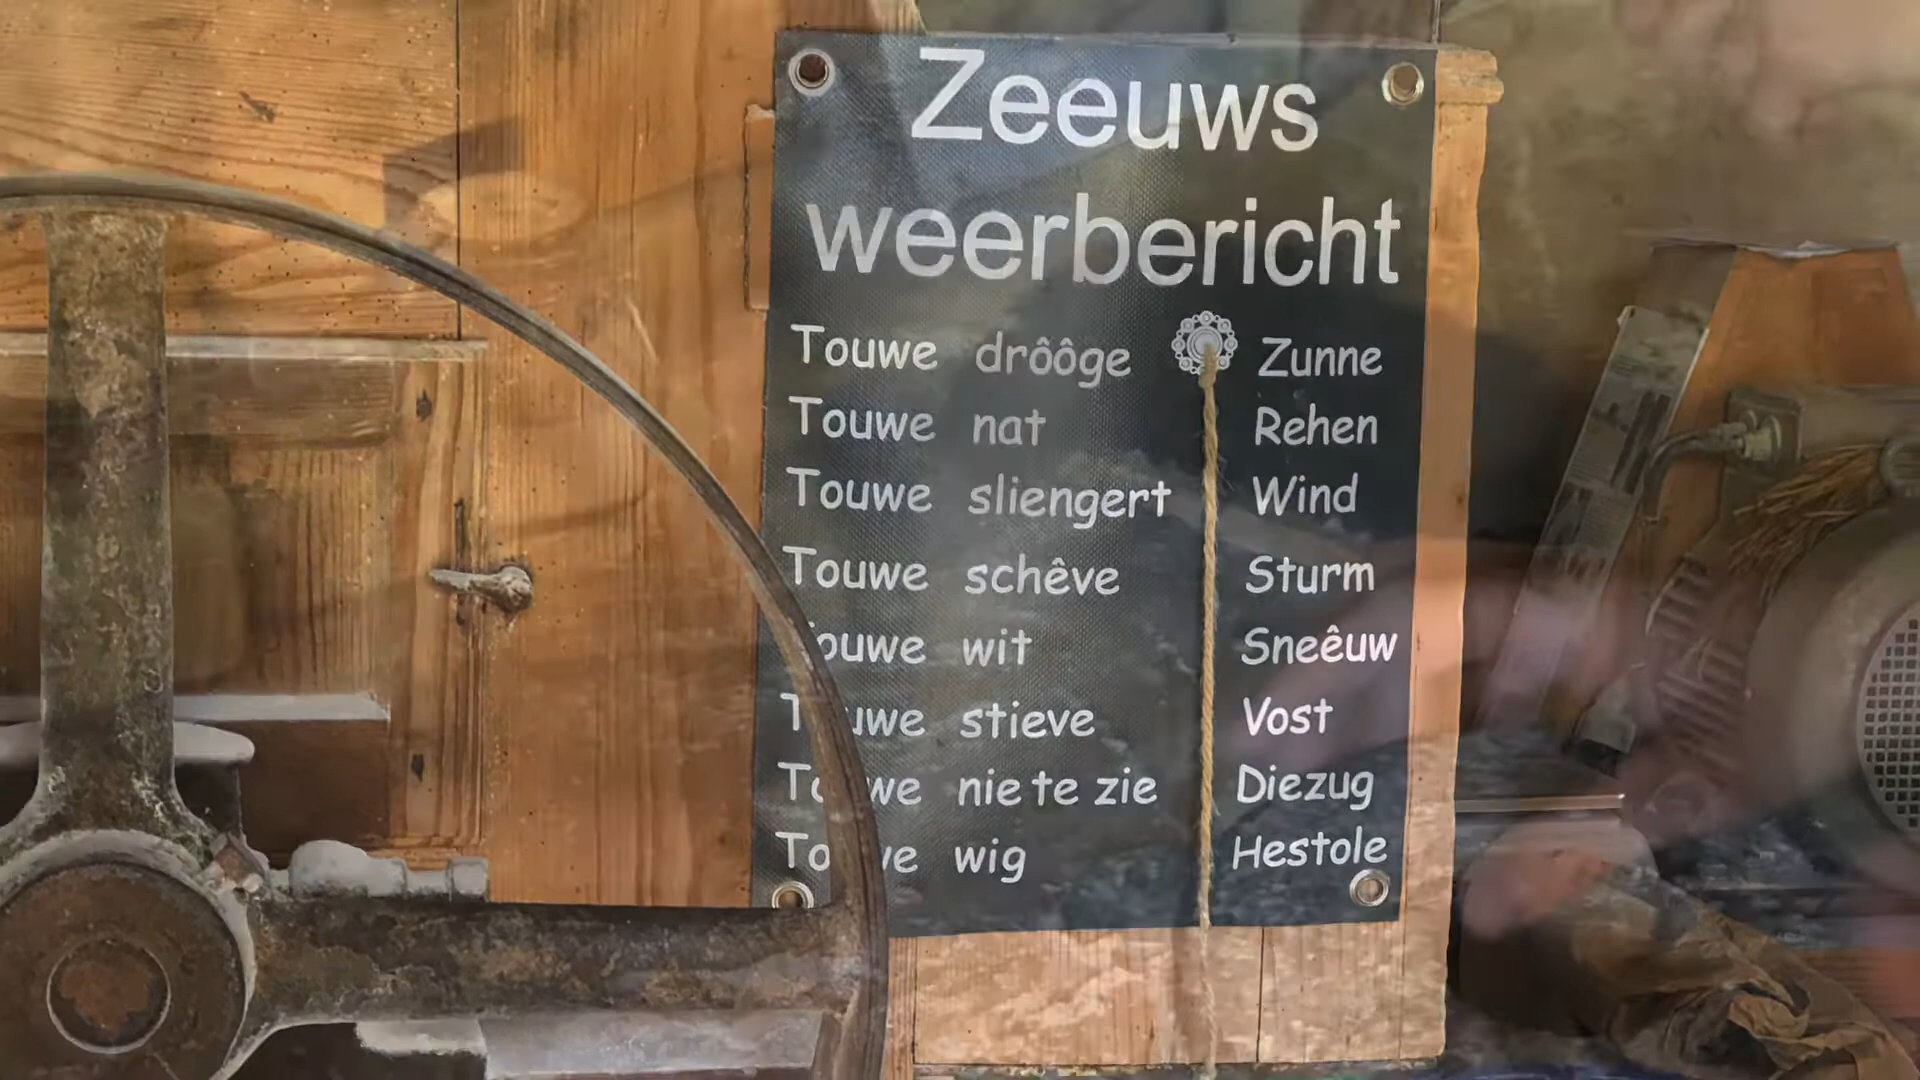 Zeeuws
weerbericht
Touwe drôôge Zunne
Touwe nat Rehen
Touwe sliengert Wind
Touwe schêve Sturm
Touwe wit Sneêuw
Touwe stieve Vost
Touwe nie te zie Diezug
Touwe wig Hestole